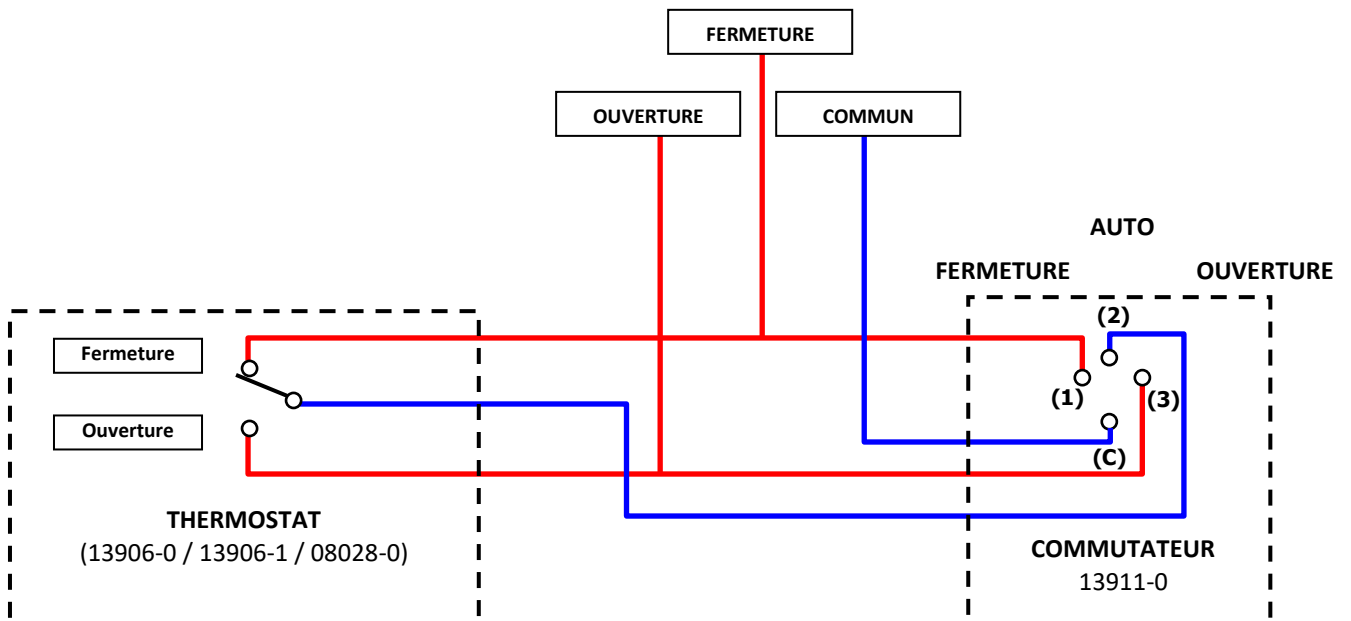 FERMETURE
OUVERTURE
COMMUN
AUTO
FERMETURE
OUVERTURE
(2)
Fermeture
(1)
(3)
Ouverture
(C)
THERMOSTAT
(13906-0 / 13906-1 / 08028-0)
COMMUTATEUR
13911-0